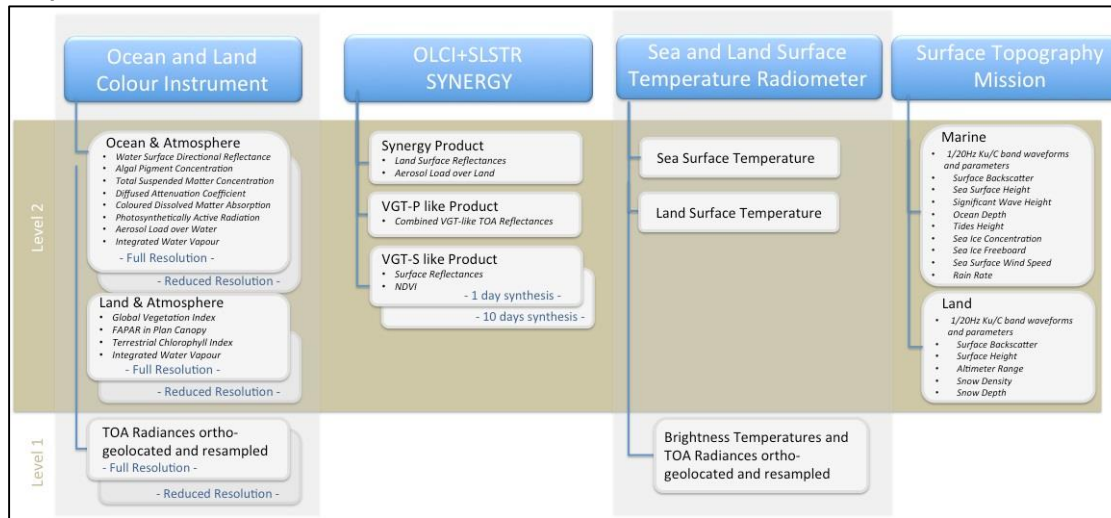 Ocean and Land
Colour Instrument
OLCI+SLSTR
SYNERGY
Sea and Land Surface
Temperature Radiometer
Surface Topography
Mission
Level 2
Ocean & Atmosphere
• Water Surface Directional Reflectance
• Algal Pigment Concentration
• Total Suspended Matter Concentration
• Diffused Attenuation Coefficient
• Coloured Dissolved Matter Absorption
• Photosynthetically Active Radiation
• Aerosol Load over Water
• Integrated Water Vapour
- Full Resolution -
- Reduced Resolution -
Land & Atmosphere
• Global Vegetation Index
• FAPAR in Plan Canopy
• Terrestrial Chlorophyll Index
• Integrated Water Vapour
- Full Resolution -
- Reduced Resolution -
Synergy Product
• Land Surface Reflectances
• Aerosol Load over Land
VGT-P like Product
• Combined VGT-like TOA Reflectances
VGT-S like Product
• Surface Reflectances
• NDVI
- 1 day synthesis -
- 10 days synthesis -
Sea Surface Temperature
Land Surface Temperature
Marine
• 1/20Hz Ku/C band waveforms
and parameters
• Surface Backscatter
• Sea Surface Height
• Significant Wave Height
• Ocean Depth
• Tides Height
• Sea Ice Concentration
• Sea Ice Freeboard
• Sea Surface Wind Speed
• Rain Rate
Land
• 1/20Hz Ku/C band waveforms
and parameters
• Surface Backscatter
• Surface Height
• Altimeter Range
• Snow Density
• Snow Depth
Level 1
TOA Radiances ortho-
geolocated and resampled
- Full Resolution -
- Reduced Resolution -
Brightness Temperatures and
TOA Radiances ortho-
geolocated and resampled